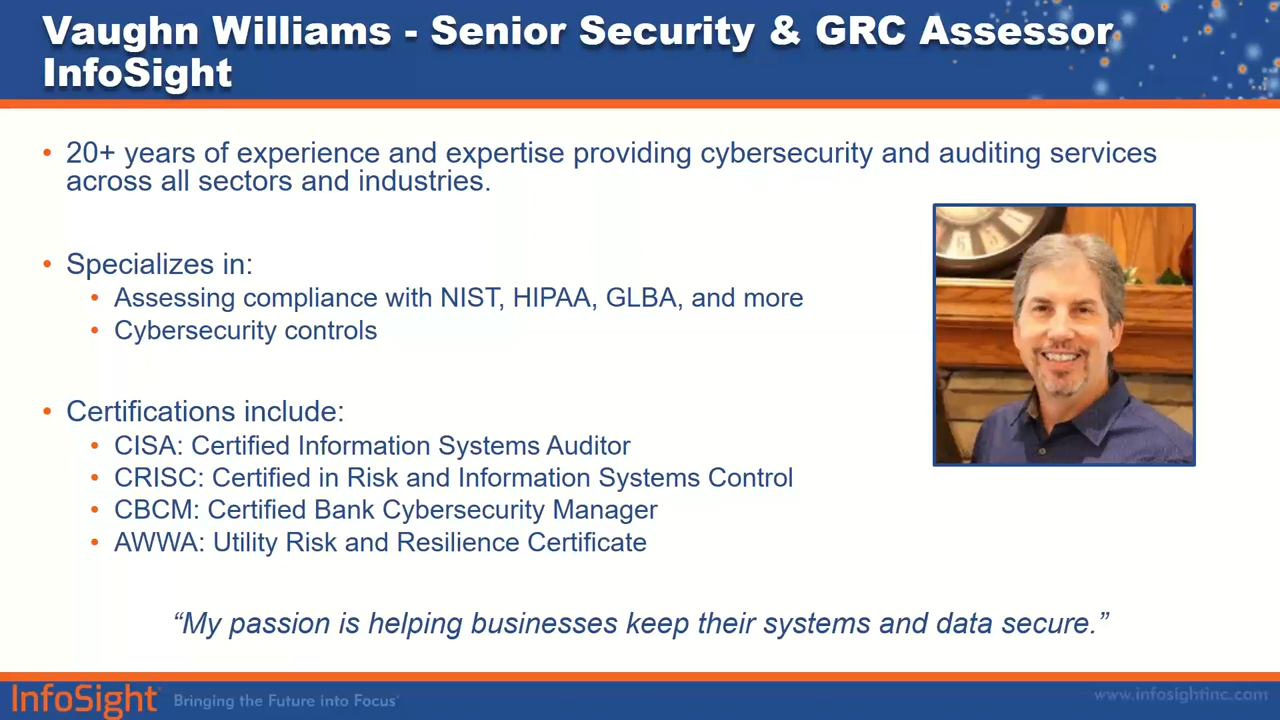 Vaughn Williams - Senior Security & GRC Assessor
InfoSight
• 20+ years of experience and expertise providing cybersecurity and auditing services
across all sectors and industries.
• Specializes in:
• Assessing compliance with NIST, HIPAA, GLBA, and more
• Cybersecurity controls
• Certifications include:
• CISA: Certified Information Systems Auditor
• CRISC: Certified in Risk and Information Systems Control
• CBCM: Certified Bank Cybersecurity Manager
• AWWA: Utility Risk and Resilience Certificate
“My passion is helping businesses keep their systems and data secure.”
InfoSight Bringing the Future into Focus
www.infosightinc.com